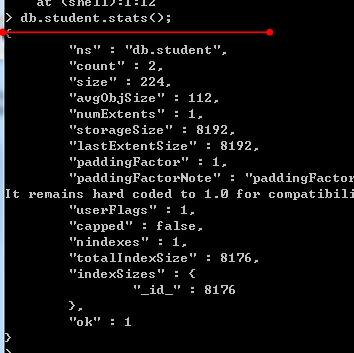 at (shell):1:12
> db.student.stats();
{
"ns" : "db.student",
"count" : 2,
"size" : 224,
"avgObjSize" : 112,
"numExtents" : 1,
"storageSize" : 8192,
"lastExtentSize" : 8192,
"paddingFactor" : 1,
"paddingFactorNote" : "paddingFactor
It remains hard coded to 1.0 for compatibili
"userFlags" : 1,
"capped" : false,
"nindexes" : 1,
"totalIndexSize" : 8176,
"indexSizes" : {
"_id_" : 8176
},
"ok" : 1
}
>